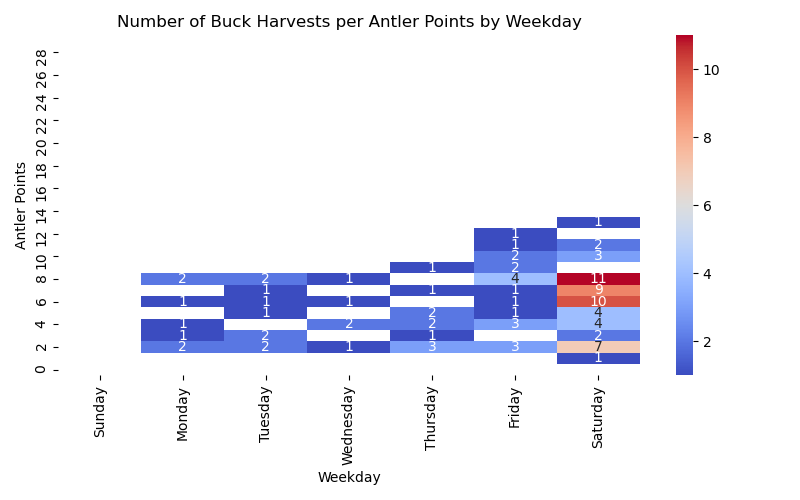 Number of Buck Harvests per Antler Points by Weekday
Antler Points
28
26
24
22
20
18
16
14
1
12 1
1 2
10 2 3
1 2
8 2 2 1 4 11
1 1 1 9
6 1 1 1 1 10
1 2 1 4
4 1 2 2 3 4
1 2 1 2
2 2 2 1 3 3 7
1
0
Sunday Monday Tuesday Wednesday Thursday Friday Saturday
Weekday
10
8
6
4
2